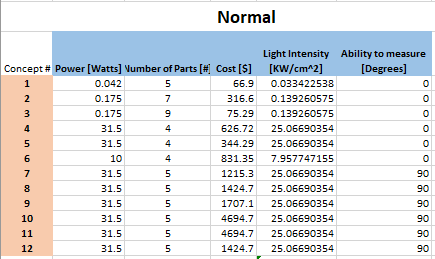 Normal
Light Intensity Ability to measure
Concept # Power [Watts] Number of Parts [# Cost [$] [KW/cm^2] [Degrees]
1 0.042 5 66.9 0.033422538 0
2 0.175 7 316.6 0.139260575 0
3 0.175 9 75.29 0.139260575 0
4 31.5 4 626.72 25.06690354 0
5 31.5 4 344.29 25.06690354 0
6 10 4 831.35 7.957747155 0
7 31.5 5 1215.3 25.06690354 90
8 31.5 5 1424.7 25.06690354 90
9 31.5 5 1707.1 25.06690354 90
10 31.5 5 4694.7 25.06690354 90
11 31.5 5 4694.7 25.06690354 90
12 31.5 5 1424.7 25.06690354 90